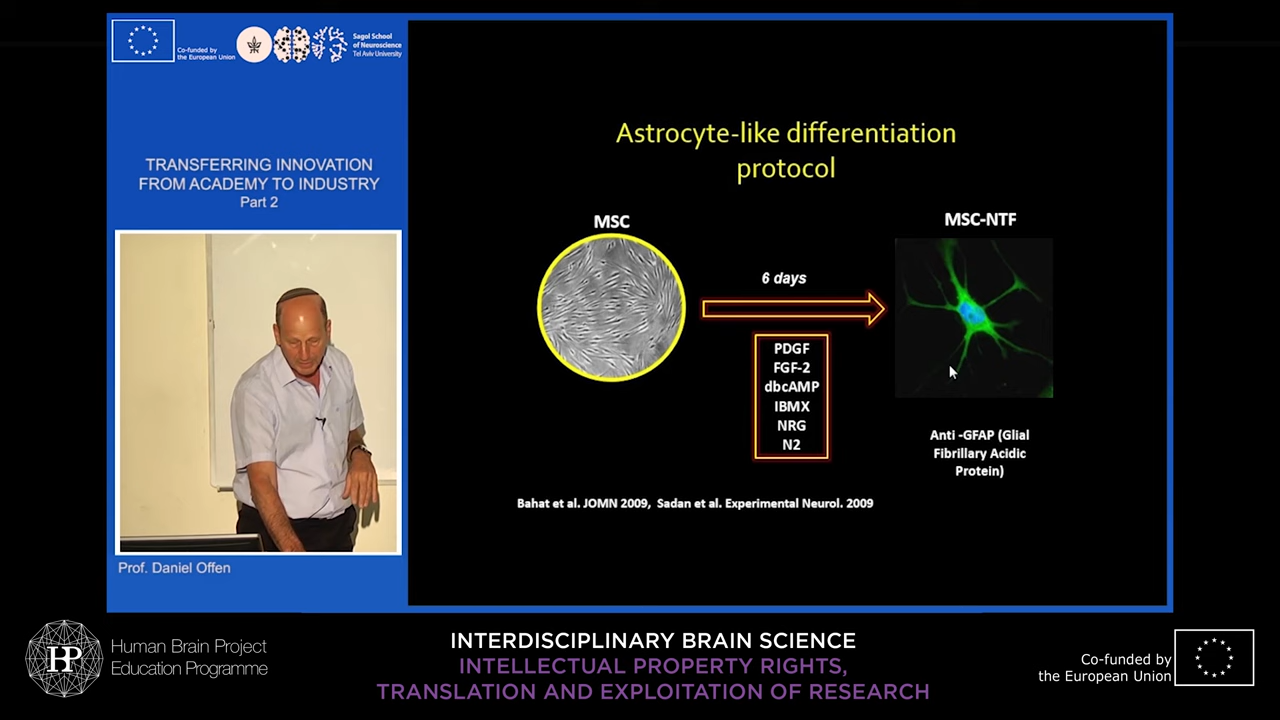 Co-funded by
the European Union
Sagol School
of Neuroscience
Tel Aviv University
TRANSFERRING INNOVATION
FROM ACADEMY TO INDUSTRY
Part 2
Prof. Daniel Offen
Astrocyte-like differentiation
protocol
MSC
MSC-NTF
6 days
PDGF
FGF-2
dbcAMP
IBMX
NRG
N2
Anti -GFAP (Glial
Fibrillary Acidic
Protein)
Bahat et al. JOMN 2009, Sadan et al. Experimental Neurol. 2009
HBP
Human Brain Project
Education Programme
INTERDISCIPLINARY BRAIN SCIENCE
INTELLECTUAL PROPERTY RIGHTS,
TRANSLATION AND EXPLOITATION OF RESEARCH
Co-funded by
the European Union